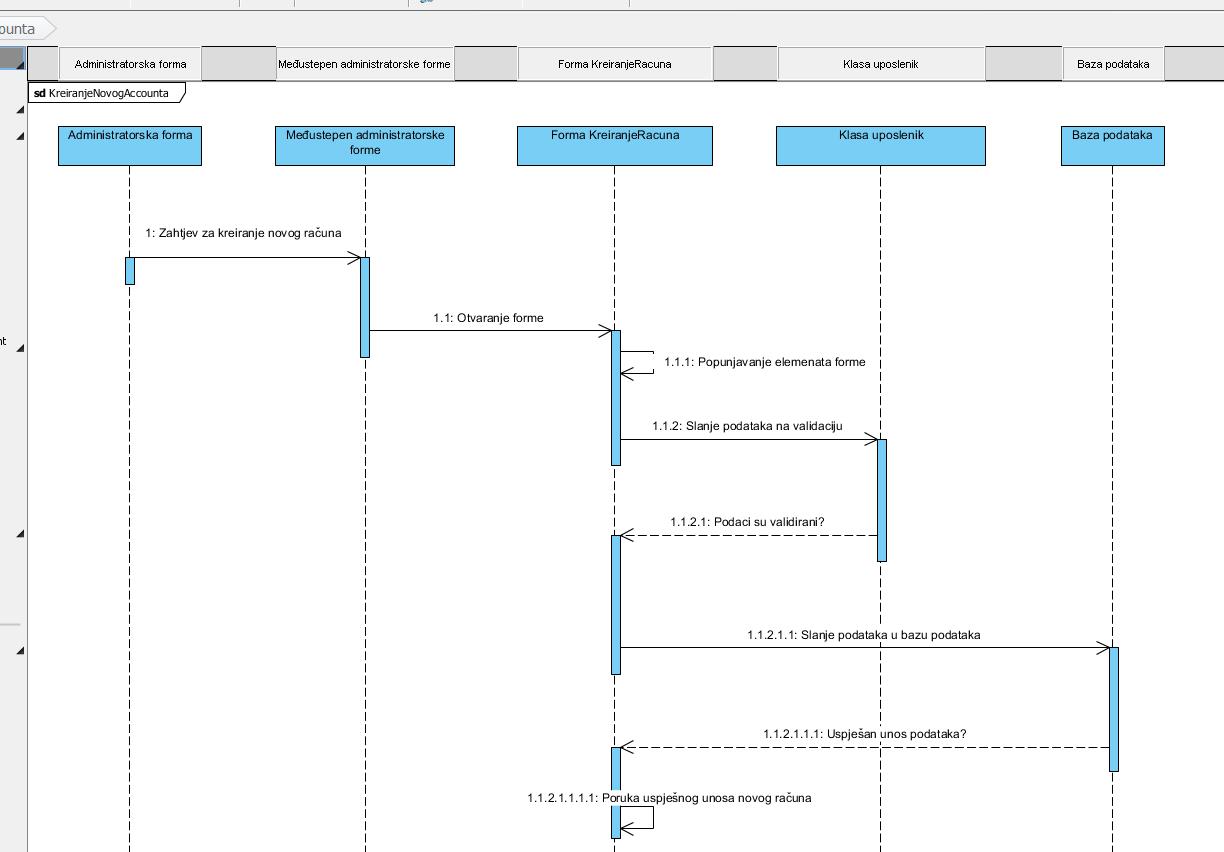 ounta
Administratorska forma
Međustepen administratorske forme
Forma KreiranjeRacuna
Klasa uposlenik
Baza podataka
sd KreiranjeNovogAccounta
Administratorska forma
Međustepen administratorske
forme
Forma KreiranjeRacuna
Klasa uposlenik
Baza podataka
1: Zahtjev za kreiranje novog računa
1.1: Otvaranje forme
nt
1.1.1: Popunjavanje elemenata forme
1.1.2: Slanje podataka na validaciju
1.1.2.1: Podaci su validirani?
1.1.2.1.1: Slanje podataka u bazu podataka
1.1.2.1.1.1: Uspješan unos podataka?
1.1.2.1.1.1.1: Poruka uspješnog unosa novog računa